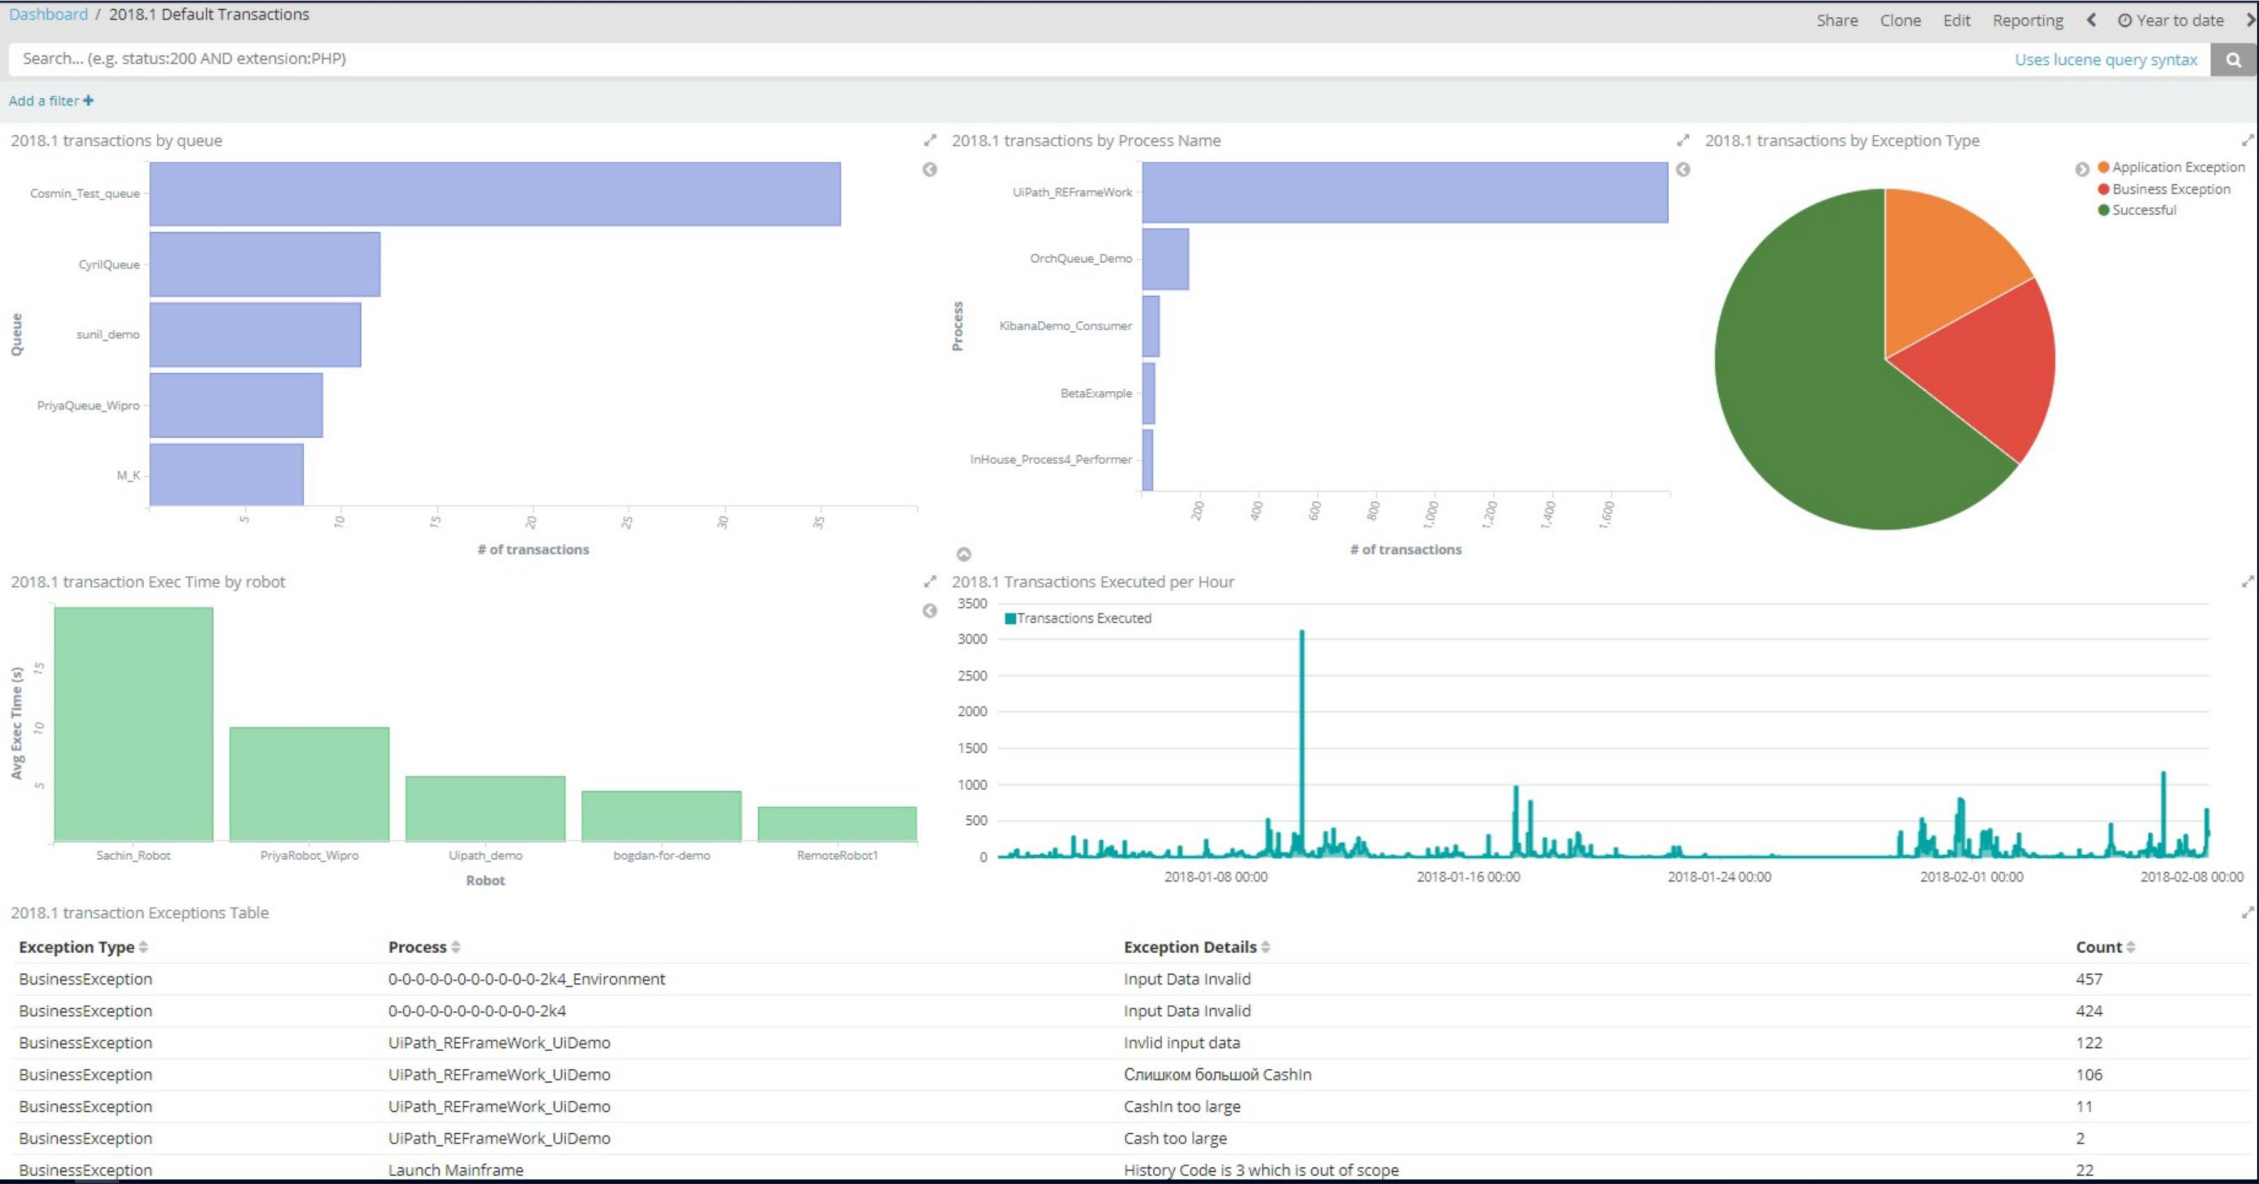 Dashboard / 2018.1 Default Transactions
Share Clone Edit Reporting Year to date
Search... (e.g. status:200 AND extension:PHP)
Uses lucene query syntax
Add a filter +
2018.1 transactions by queue
Queue
Cosmin_Test_queue
CyrilQueue
sunil_demo
PriyaQueue_Wipro
M_K
5 10 15 20 25 30 35
# of transactions
2018.1 transactions by Process Name
Process
UiPath_REFrameWork
OrchQueue_Demo
KibanaDemo_Consumer
BetaExample
InHouse_Process4_Performer
200 400 600 800 1,000 1,200 1,400 1,600
# of transactions
2018.1 transactions by Exception Type
Application Exception
Business Exception
Successful
2018.1 transaction Exec Time by robot
Avg Exec Time (s)
15
10
5
Sachin_Robot PriyaRobot_Wipro Uipath_demo bogdan-for-demo RemoteRobot1
Robot
2018.1 Transactions Executed per Hour
Transactions Executed
3500
3000
2500
2000
1500
1000
500
0
2018-01-08 00:00 2018-01-16 00:00 2018-01-24 00:00 2018-02-01 00:00 2018-02-08 00:00
2018.1 transaction Exceptions Table
Exception Type Process Exception Details Count
BusinessException 0-0-0-0-0-0-0-0-0-0-0-2k4_Environment Input Data Invalid 457
BusinessException 0-0-0-0-0-0-0-0-0-0-0-2k4 Input Data Invalid 424
BusinessException UiPath_REFrameWork_UiDemo Invlid input data 122
BusinessException UiPath_REFrameWork_UiDemo Слишком большой CashIn 106
BusinessException UiPath_REFrameWork_UiDemo CashIn too large 11
BusinessException UiPath_REFrameWork_UiDemo Cash too large 2
BusinessException Launch Mainframe History Code is 3 which is out of scope 22